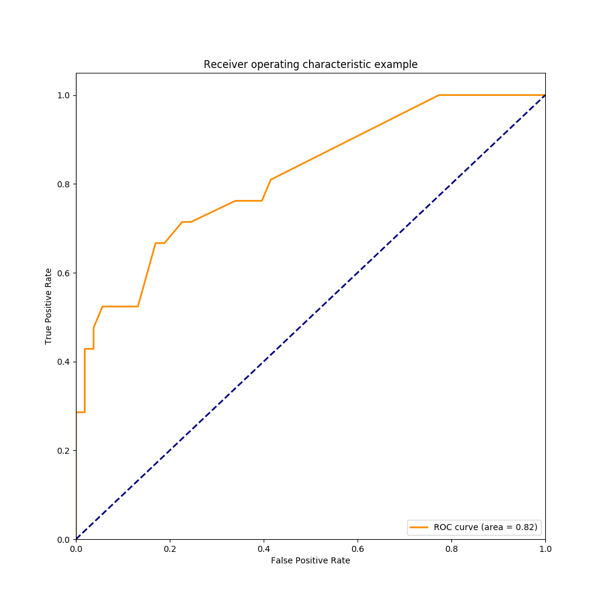 Receiver operating characteristic example
True Positive Rate
1.0
0.8
0.6
0.4
0.2
0.0
0.0 0.2 0.4 0.6 0.8 1.0
False Positive Rate
ROC curve (area = 0.82)